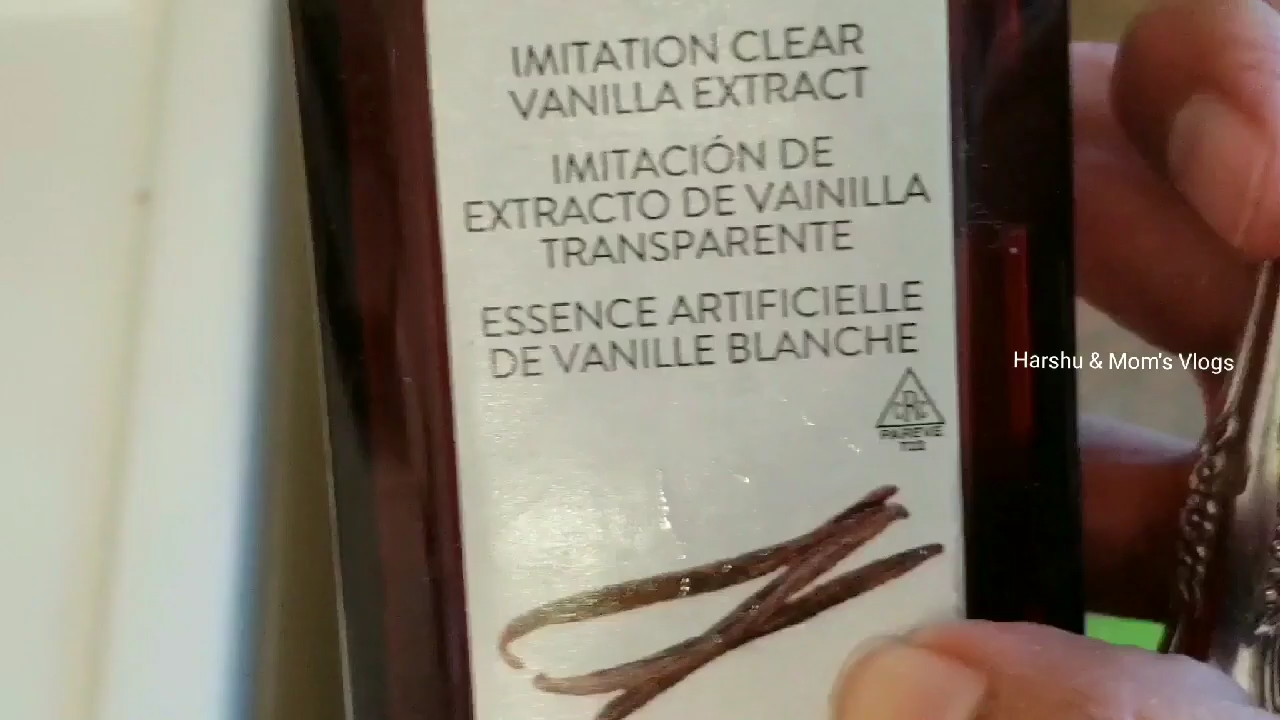 IMITATION CLEAR
VANILLA EXTRACT
IMITACIÓN DE
EXTRACTO DE VAINILLA
TRANSPARENTE
ESSENCE ARTIFICIELLE
DE VANILLE BLANCHE
Harshu & Mom's Vlogs
CRC
PAREVE